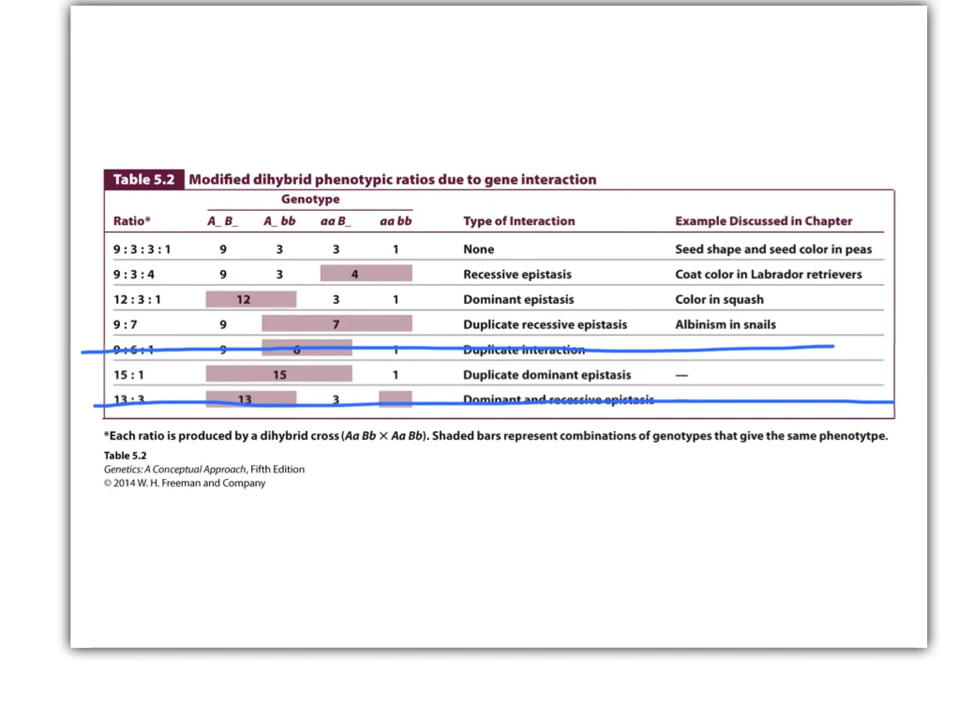 Table 5.2 Modified dihybrid phenotypic ratios due to gene interaction
Genotype
Ratio* A_ B_ A_ bb aa B_ aa bb Type of Interaction Example Discussed in Chapter
9 : 3 : 3 : 1 9 3 3 1 None Seed shape and seed color in peas
9 : 3 : 4 9 3 4 Recessive epistasis Coat color in Labrador retrievers
12 : 3 : 1 12 3 1 Dominant epistasis Color in squash
9 : 7 9 7 Duplicate recessive epistasis Albinism in snails
9 : 6 : 1 9 6 1 Duplicate interaction
15 : 1 15 1 Duplicate dominant epistasis —
13 : 3 13 3 Dominant and recessive epistasis
*Each ratio is produced by a dihybrid cross (Aa Bb × Aa Bb). Shaded bars represent combinations of genotypes that give the same phenotytpe.
Table 5.2
Genetics: A Conceptual Approach, Fifth Edition
© 2014 W. H. Freeman and Company